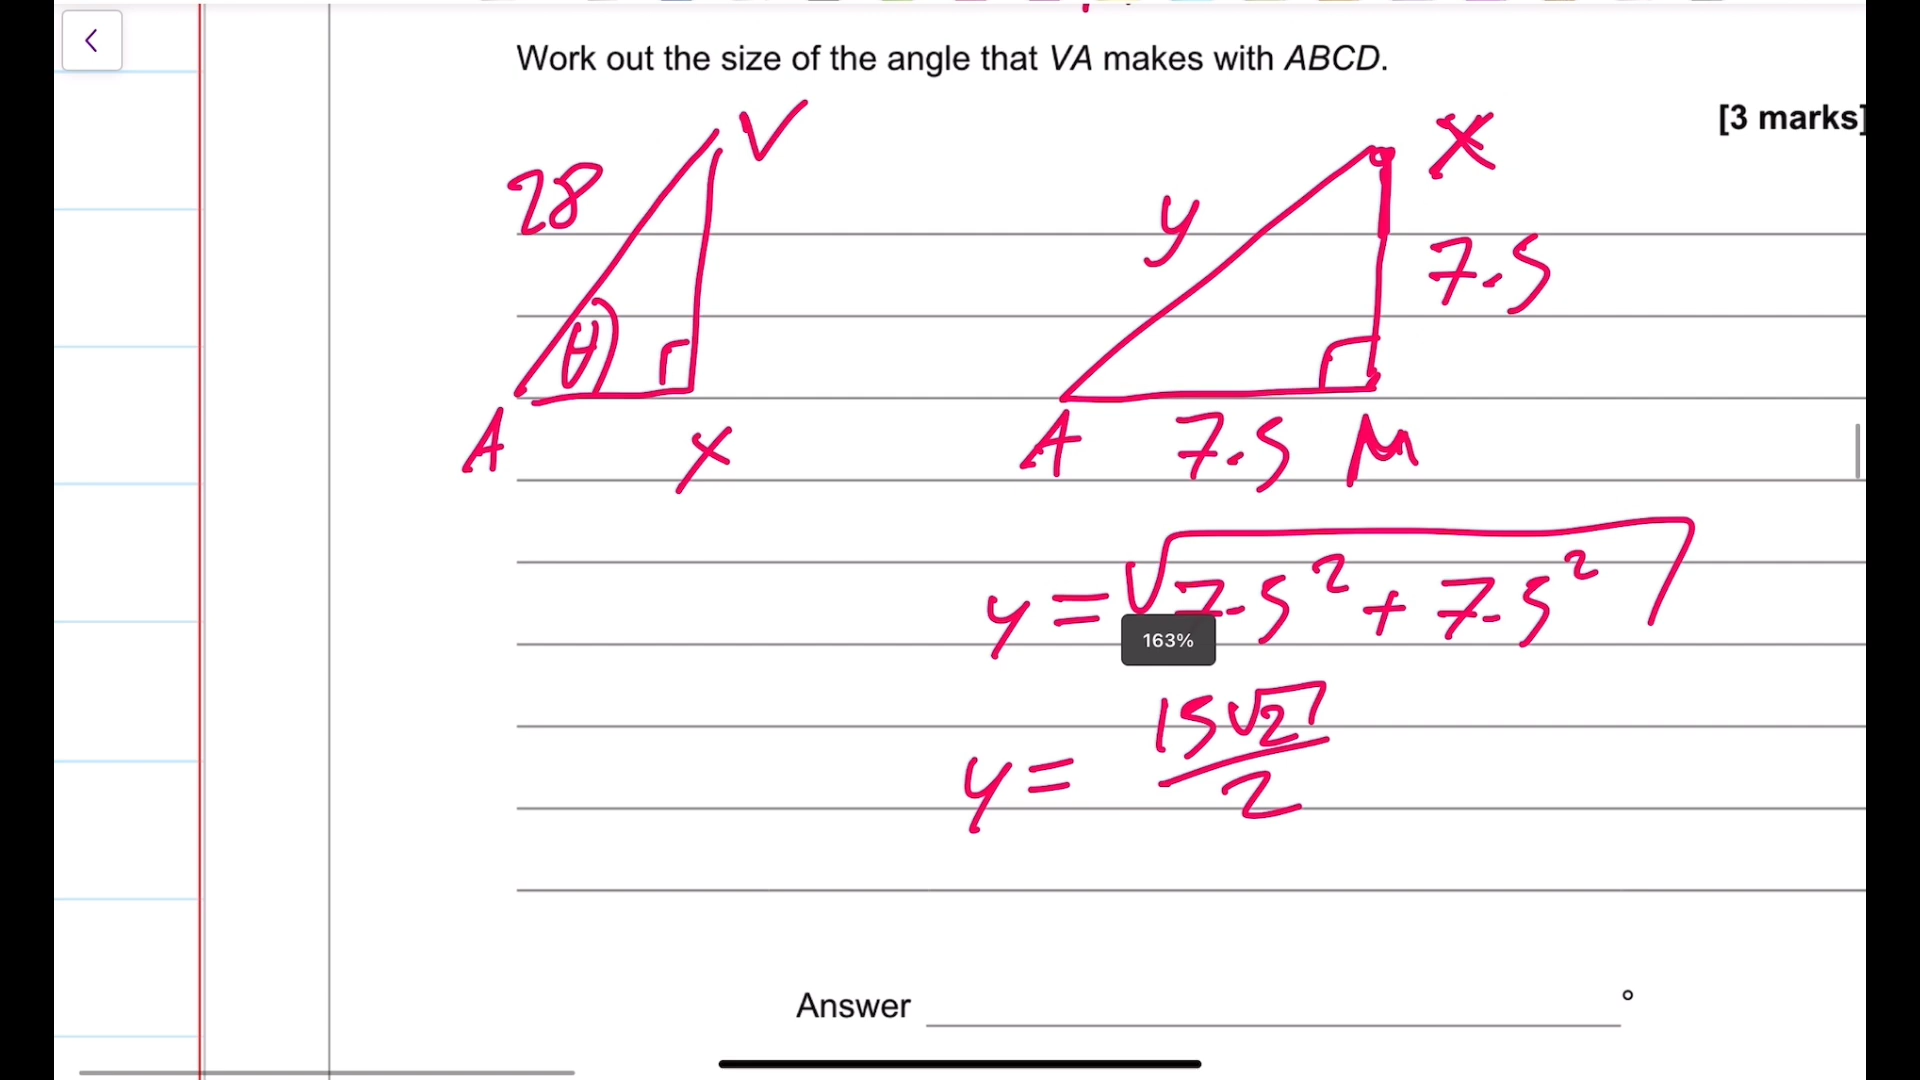 Work out the size of the angle that VA makes with ABCD.
[3 marks]
V
28
θ
A
X
X
y
7.5
A 7.5 M
y = √7.5² + 7.5²
163%
y = 15√2 / 2
Answer °